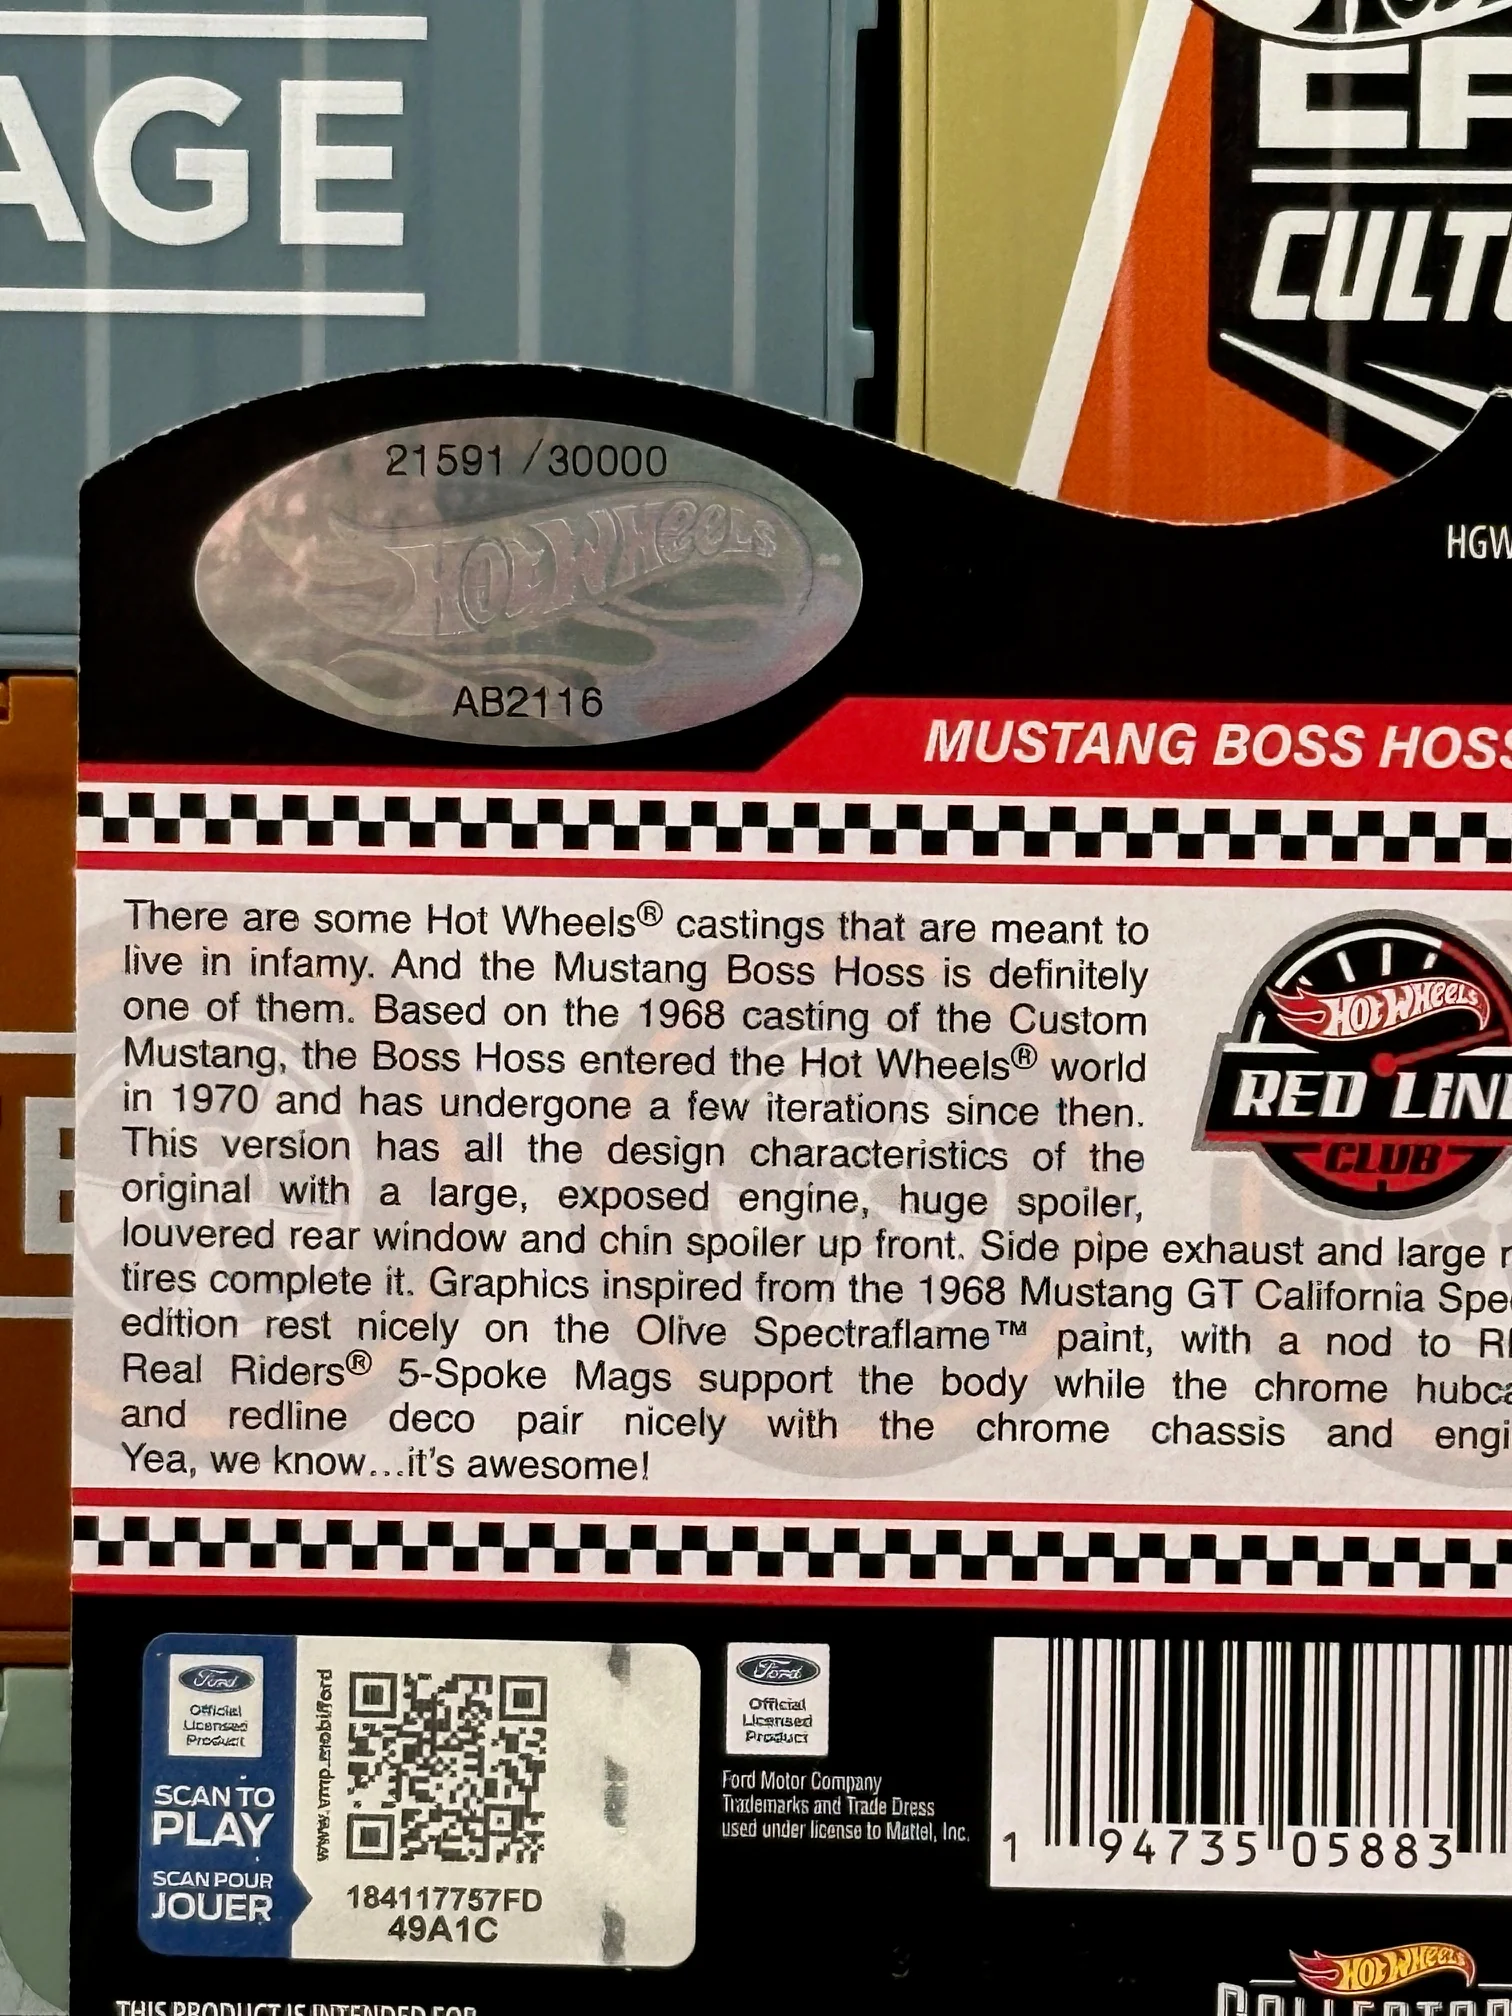 AGE
CULT
21591 /30000
HOT WHEELS
AB2116
HGW
MUSTANG BOSS HOSS
There are some Hot Wheels® castings that are meant to
live in infamy. And the Mustang Boss Hoss is definitely
one of them. Based on the 1968 casting of the Custom
Mustang, the Boss Hoss entered the Hot Wheels® world
in 1970 and has undergone a few iterations since then.
This version has all the design characteristics of the
original with a large, exposed engine, huge spoiler,
louvered rear window and chin spoiler up front. Side pipe exhaust and large r
tires complete it. Graphics inspired from the 1968 Mustang GT California Spe
edition rest nicely on the Olive Spectraflame™ paint, with a nod to R
Real Riders® 5-Spoke Mags support the body while the chrome hubca
and redline deco pair nicely with the chrome chassis and engi
Yea, we know...it's awesome!
HOT WHEELS
RED LIN
CLUB
Ford
Official
Licensed
Product
SCAN TO
PLAY
SCAN POUR
JOUER
184117757FD
49A1C
Ford
Official
Licensed
Product
Ford Motor Company
Trademarks and Trade Dress
used under license to Mattel, Inc.
1 94735 05883
HOT WHEELS
COLLECTOR
THIS PRODUCT IS INTENDED FOR